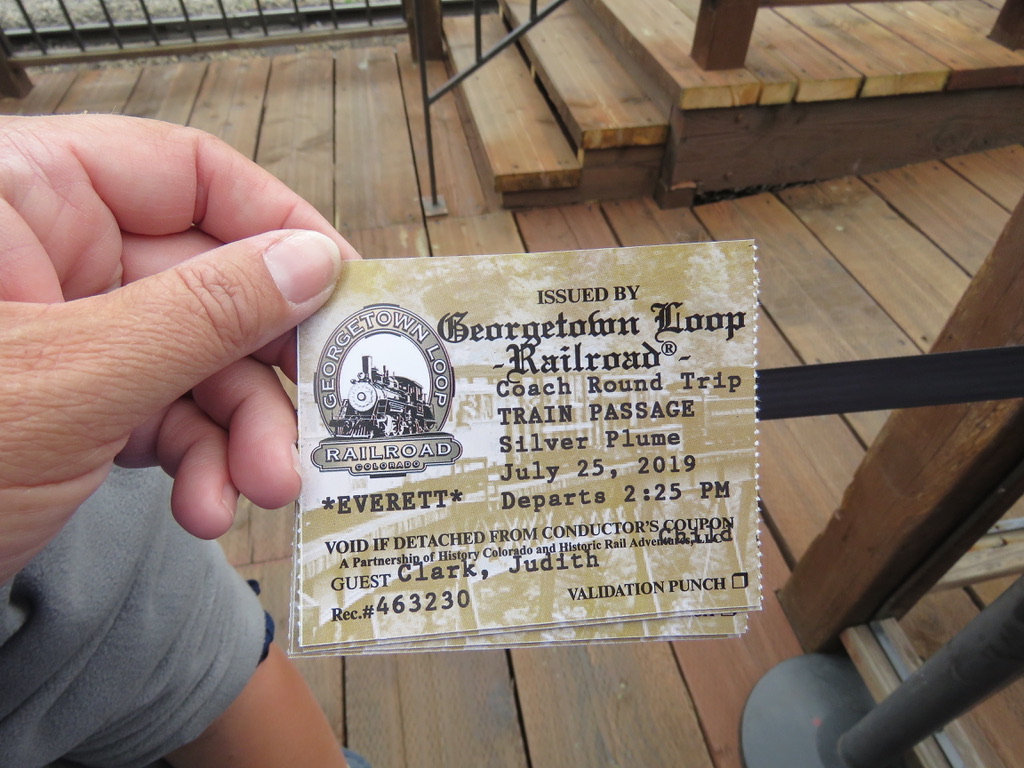 ISSUED BY
Georgetown Loop
-Railroad®-
GEORGETOWN LOOP
RAILROAD
COLORADO
Coach Round Trip
TRAIN PASSAGE
Silver Plume
July 25, 2019
*EVERETT* Departs 2:25 PM
VOID IF DETACHED FROM CONDUCTOR'S COUPON
Child
A Partnership of History Colorado and Historic Rail Adventures, LLC
GUEST Clark, Judith
VALIDATION PUNCH
Rec.#463230